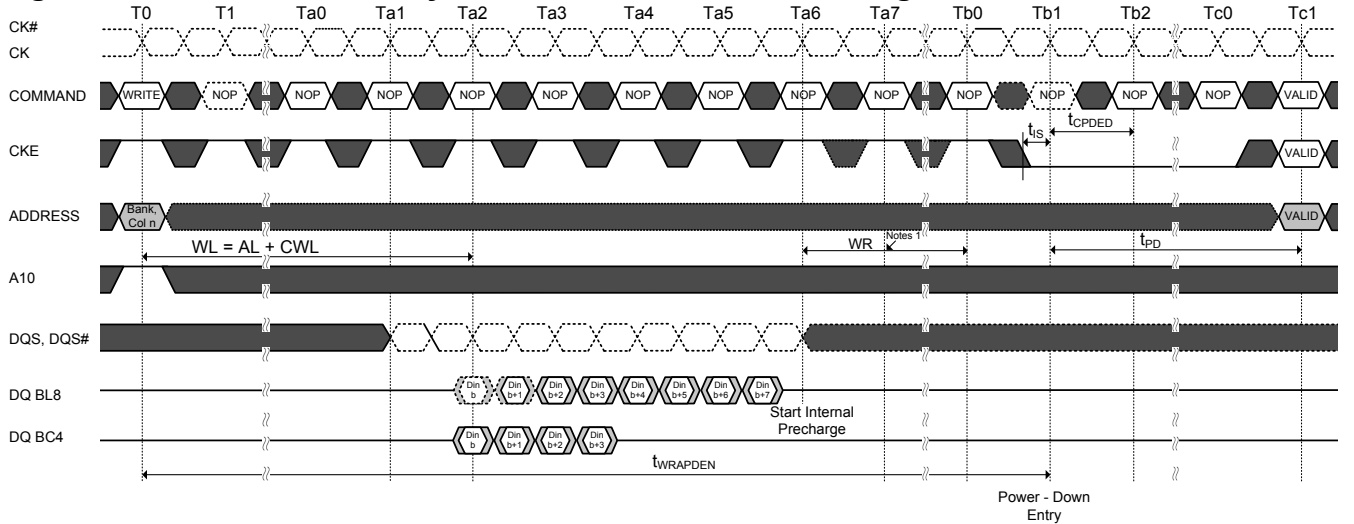 T0 T1 Ta0 Ta1 Ta2 Ta3 Ta4 Ta5 Ta6 Ta7 Tb0 Tb1 Tb2 Tc0 Tc1
CK#
CK
COMMAND WRITE NOP NOP NOP NOP NOP NOP NOP NOP NOP NOP NOP NOP NOP VALID
tIS tCPDED
CKE VALID
ADDRESS Bank, Col n VALID
WL = AL + CWL WR Notes 1 tPD
A10
DQS, DQS#
DQ BL8 Din b Din b+1 Din b+2 Din b+3 Din b+4 Din b+5 Din b+6 Din b+7
Start Internal
Precharge
DQ BC4 Din b Din b+1 Din b+2 Din b+3
tWRAPDEN
Power - Down
Entry